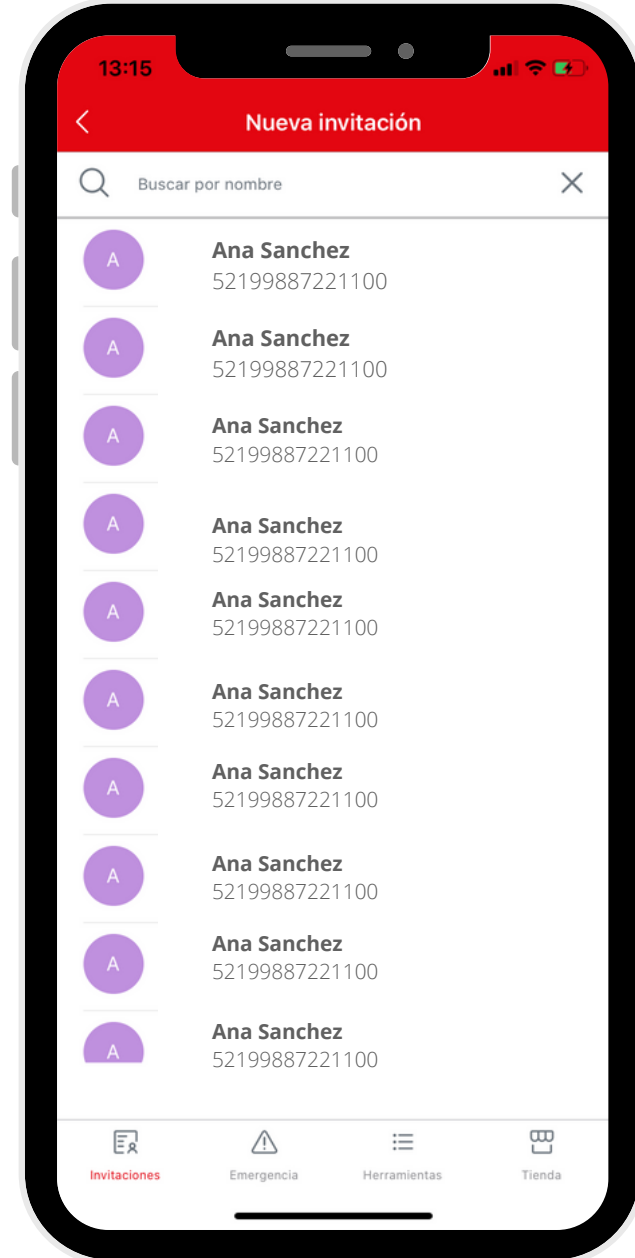 13:15
Nueva invitación
Buscar por nombre
A
Ana Sanchez
52199887221100
A
Ana Sanchez
52199887221100
A
Ana Sanchez
52199887221100
A
Ana Sanchez
52199887221100
A
Ana Sanchez
52199887221100
A
Ana Sanchez
52199887221100
A
Ana Sanchez
52199887221100
A
Ana Sanchez
52199887221100
A
Ana Sanchez
52199887221100
A
Ana Sanchez
52199887221100
Invitaciones
Emergencia
Herramientas
Tienda